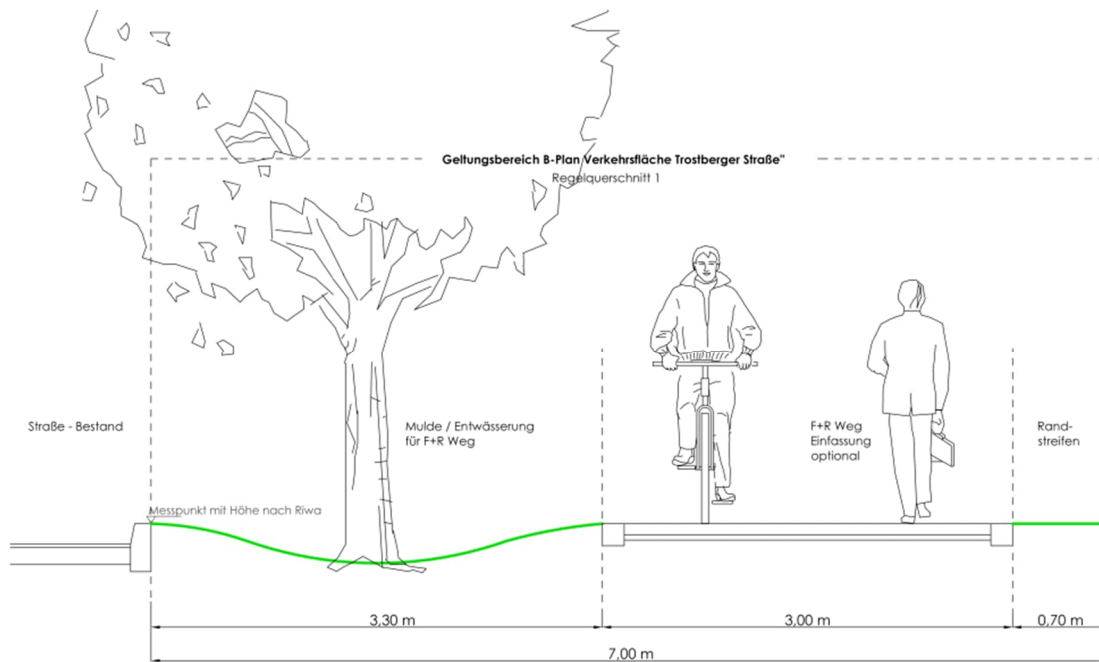 Geltungsbereich B-Plan Verkehrsfläche Trostberger Straße"
Regelquerschnitt 1
Straße - Bestand
Mulde / Entwässerung
für F+R Weg
F+R Weg
Einfassung
optional
Rand-
streifen
Messpunkt mit Höhe nach Riwa
3,30 m
3,00 m
0,70 m
7,00 m